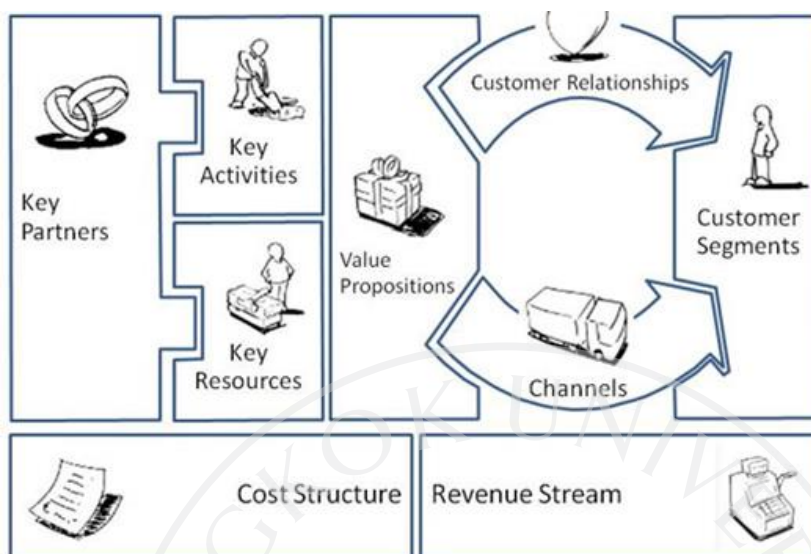 Key
Partners
Key
Activities
Key
Resources
Value
Propositions
Customer Relationships
Channels
Customer
Segments
Cost Structure
Revenue Stream